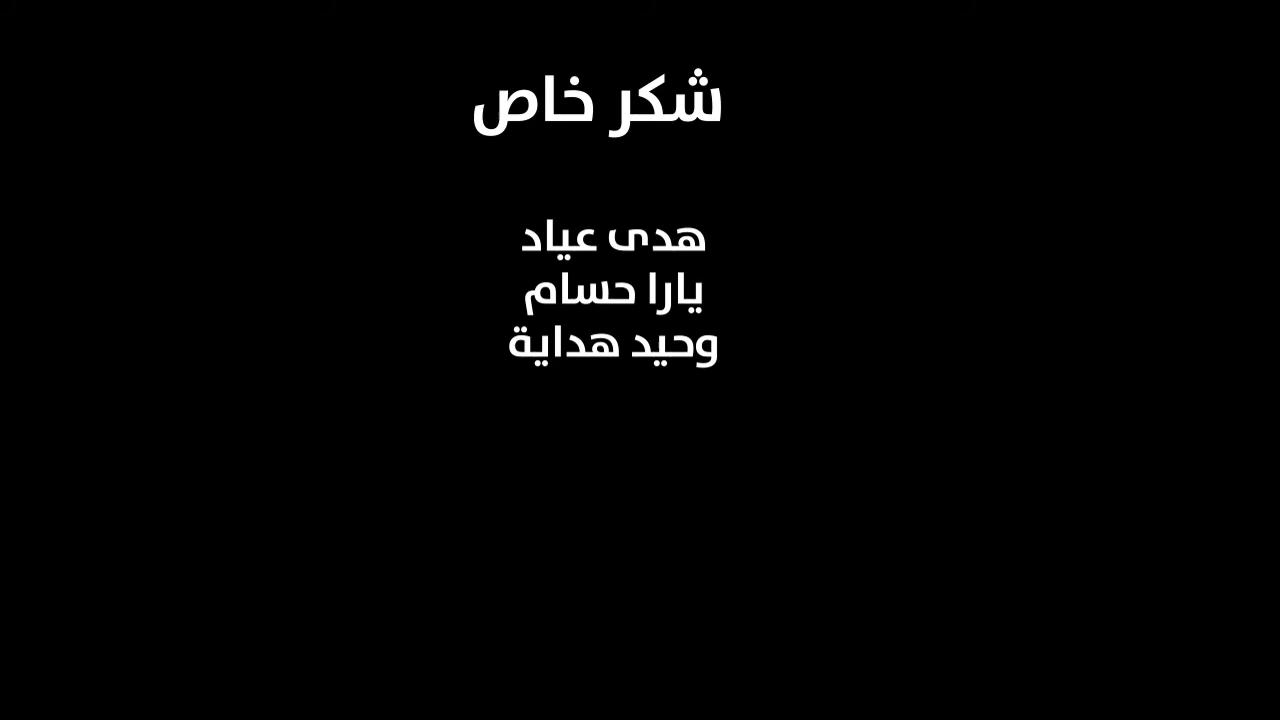 شكر خاص
هدى عياد
يارا حسام
وحيد هداية